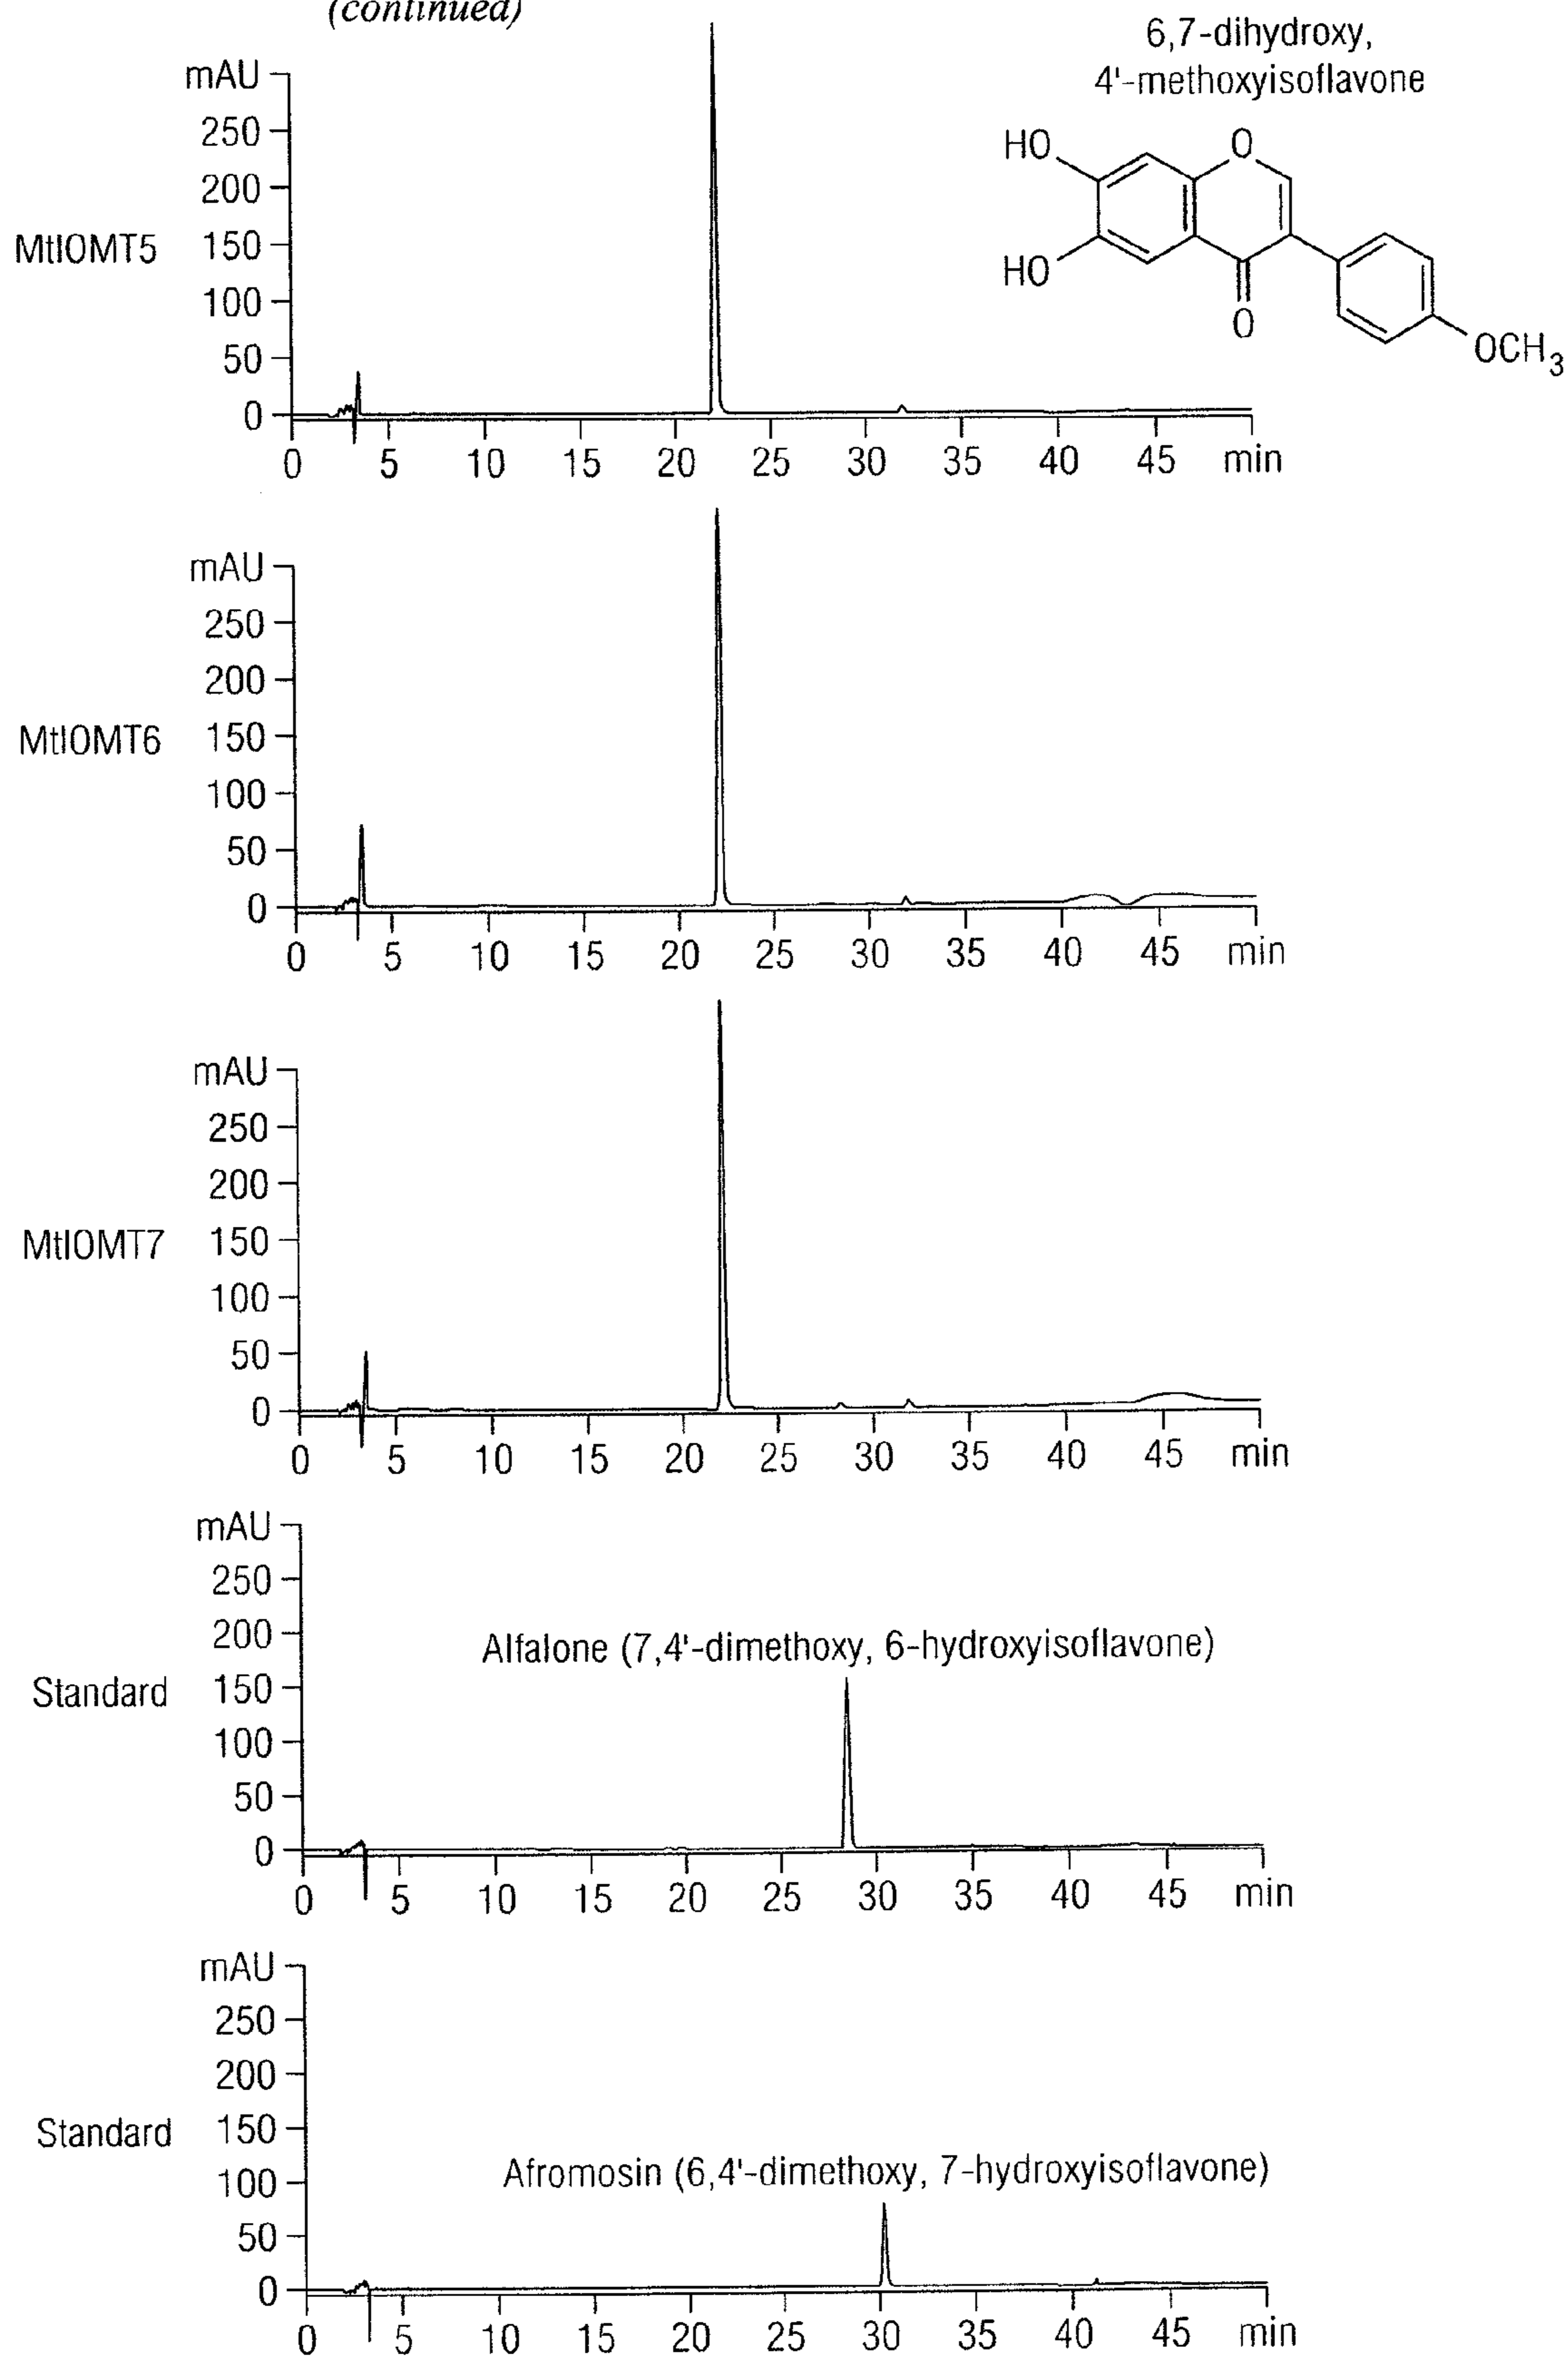 (continued)
6,7-dihydroxy,
4'-methoxyisoflavone
HO
O
HO
O
OCH3
MtIOMT5
mAU
250
200
150
100
50
0
0 5 10 15 20 25 30 35 40 45 min
MtIOMT6
mAU
250
200
150
100
50
0
0 5 10 15 20 25 30 35 40 45 min
MtIOMT7
mAU
250
200
150
100
50
0
0 5 10 15 20 25 30 35 40 45 min
Standard
mAU
250
200
150
100
50
0
Alfalone (7,4'-dimethoxy, 6-hydroxyisoflavone)
0 5 10 15 20 25 30 35 40 45 min
Standard
mAU
250
200
150
100
50
0
Afromosin (6,4'-dimethoxy, 7-hydroxyisoflavone)
0 5 10 15 20 25 30 35 40 45 min